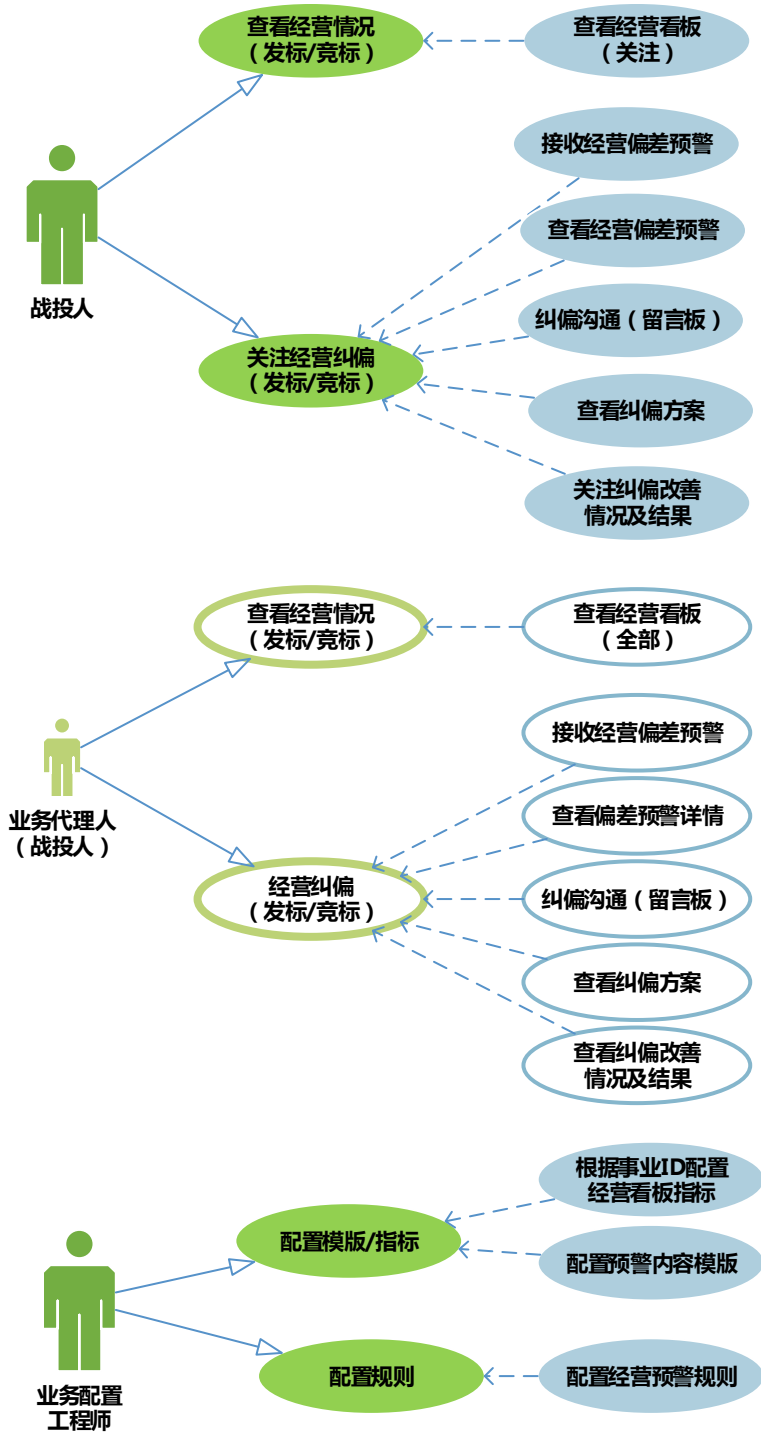 查看经营情况
（发标/竞标）
查看经营看板
（关注）
接收经营偏差预警
查看经营偏差预警
战投人
纠偏沟通（留言板）
关注经营纠偏
（发标/竞标）
查看纠偏方案
关注纠偏改善
情况及结果
查看经营情况
（发标/竞标）
查看经营看板
（全部）
接收经营偏差预警
业务代理人
（战投人）
查看偏差预警详情
经营纠偏
（发标/竞标）
纠偏沟通（留言板）
查看纠偏方案
查看纠偏改善
情况及结果
根据事业ID配置
经营看板指标
配置模版/指标
配置预警内容模版
配置规则
配置经营预警规则
业务配置
工程师